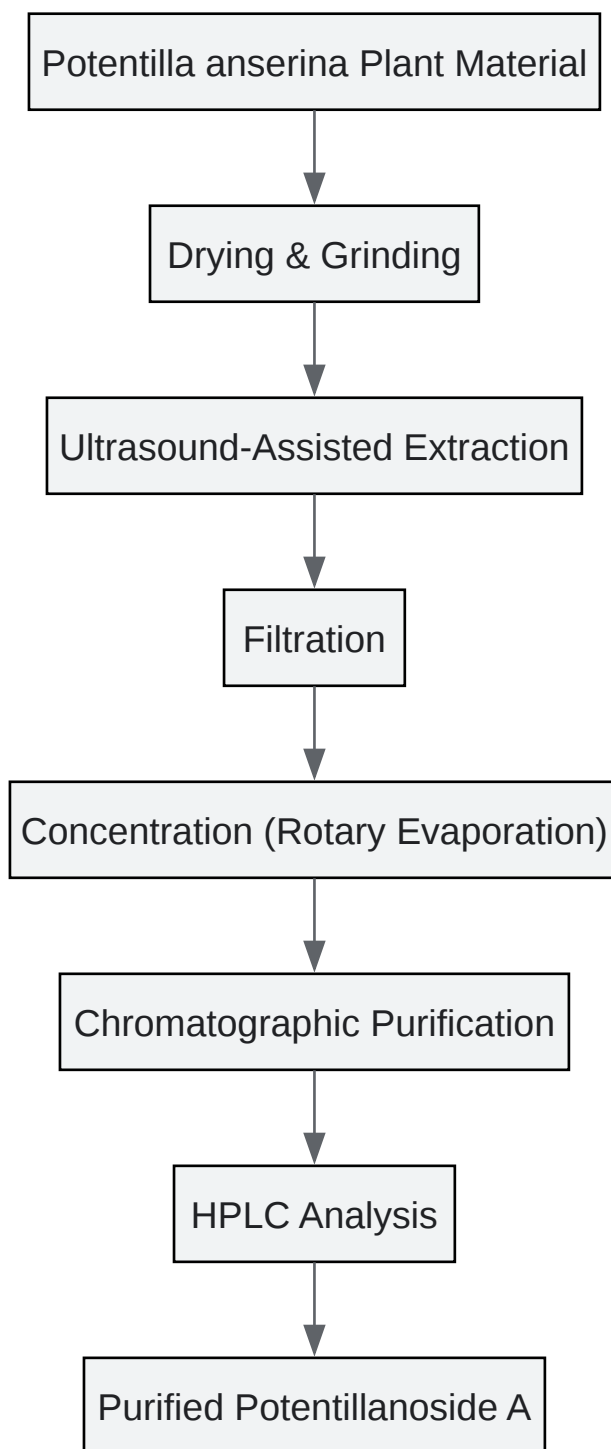 Potentilla anserina Plant Material
Drying & Grinding
Ultrasound-Assisted Extraction
Filtration
Concentration (Rotary Evaporation)
Chromatographic Purification
HPLC Analysis
Purified Potentillanoside A